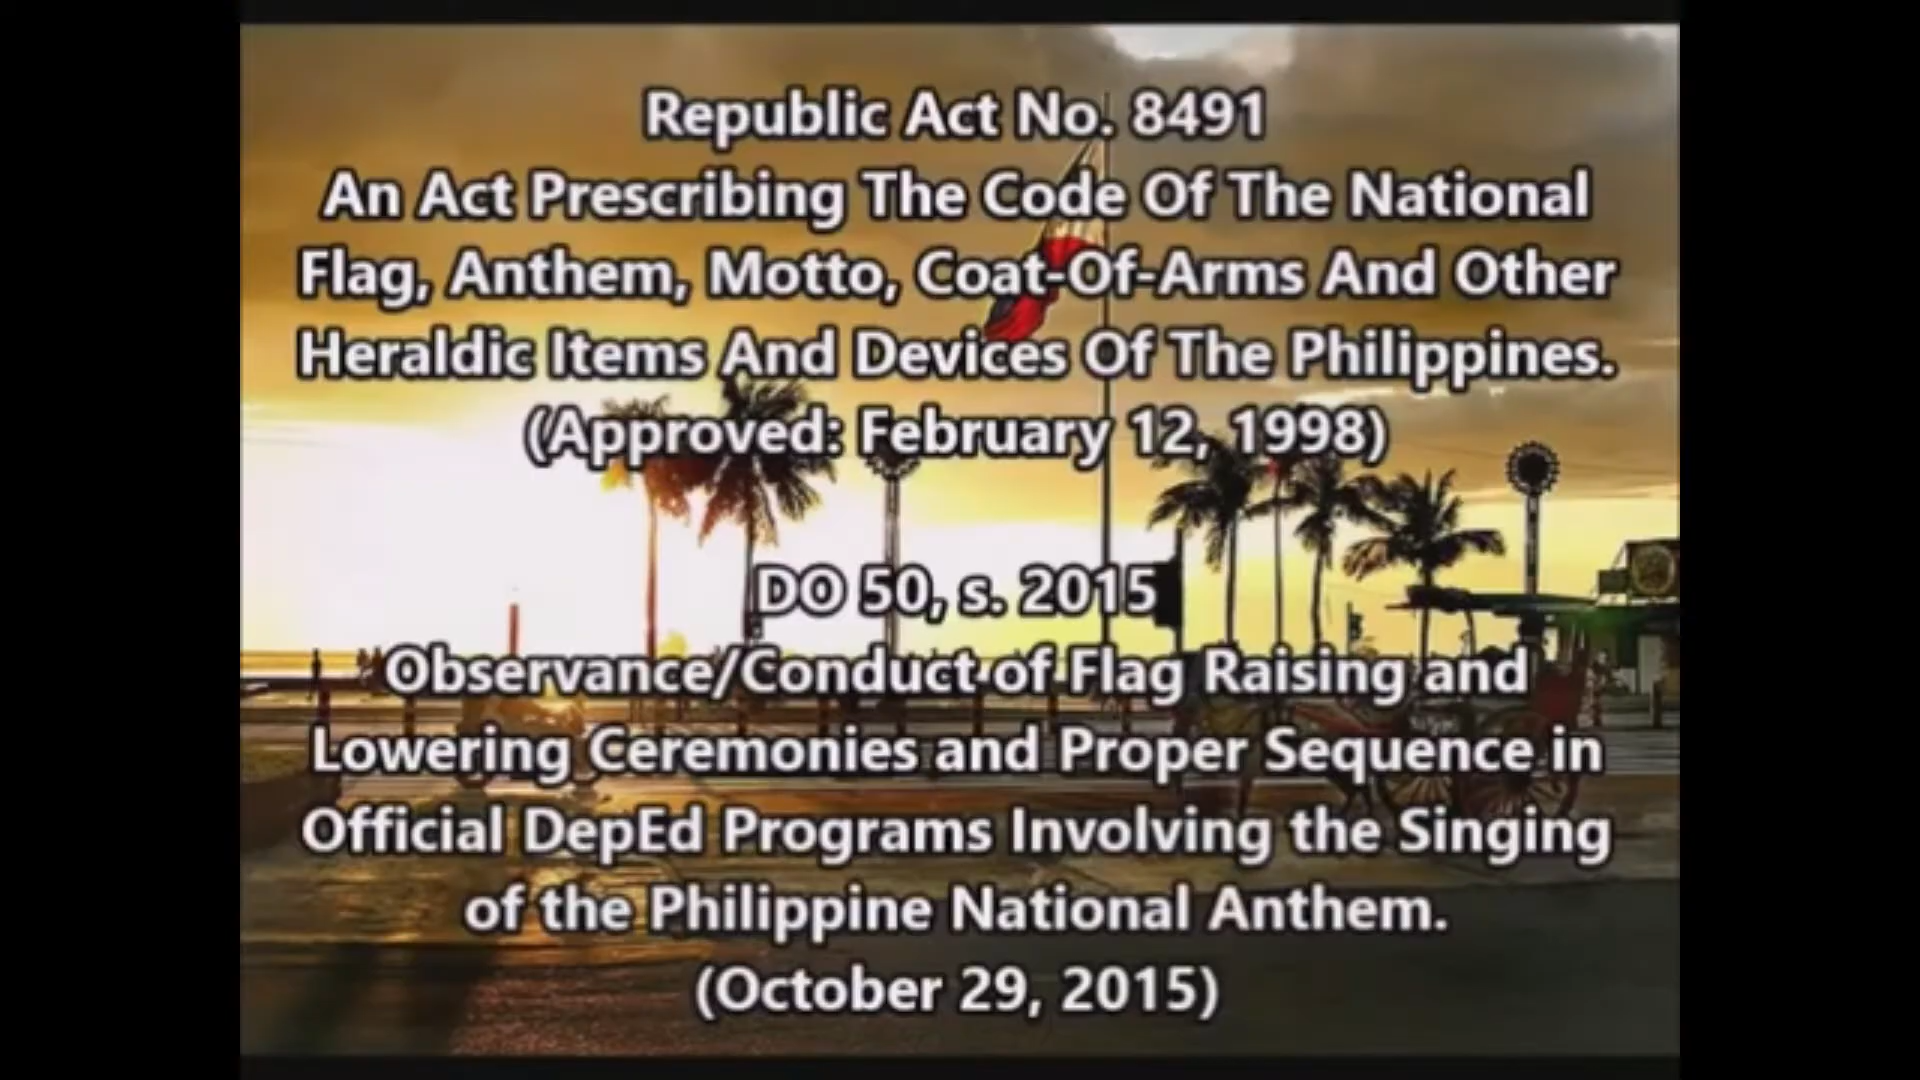 Republic Act No. 8491
An Act Prescribing The Code Of The National
Flag, Anthem, Motto, Coat-Of-Arms And Other
Heraldic Items And Devices Of The Philippines.
(Approved: February 12, 1998)
DO 50, s. 2015
Observance/Conduct of Flag Raising and
Lowering Ceremonies and Proper Sequence in
Official DepEd Programs Involving the Singing
of the Philippine National Anthem.
(October 29, 2015)